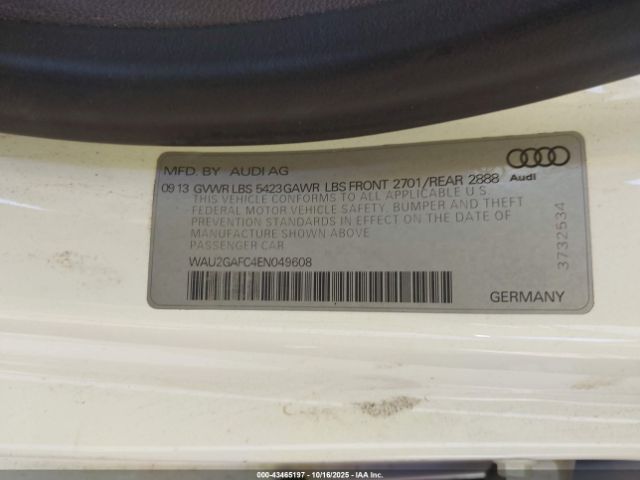 MFD. BY AUDI AG
09 13 GVWR LBS 5423 GAWR LBS FRONT 2701/REAR 2888
THIS VEHICLE CONFORMS TO ALL APPLICABLE U.S.
FEDERAL MOTOR VEHICLE SAFETY, BUMPER AND THEFT
PREVENTION STANDARDS IN EFFECT ON THE DATE OF
MANUFACTURE SHOWN ABOVE
PASSENGER CAR
WAU2GAFC4EN049608
Audi
3732534
GERMANY
000-43465197 - 10/16/2025 - IAA Inc.